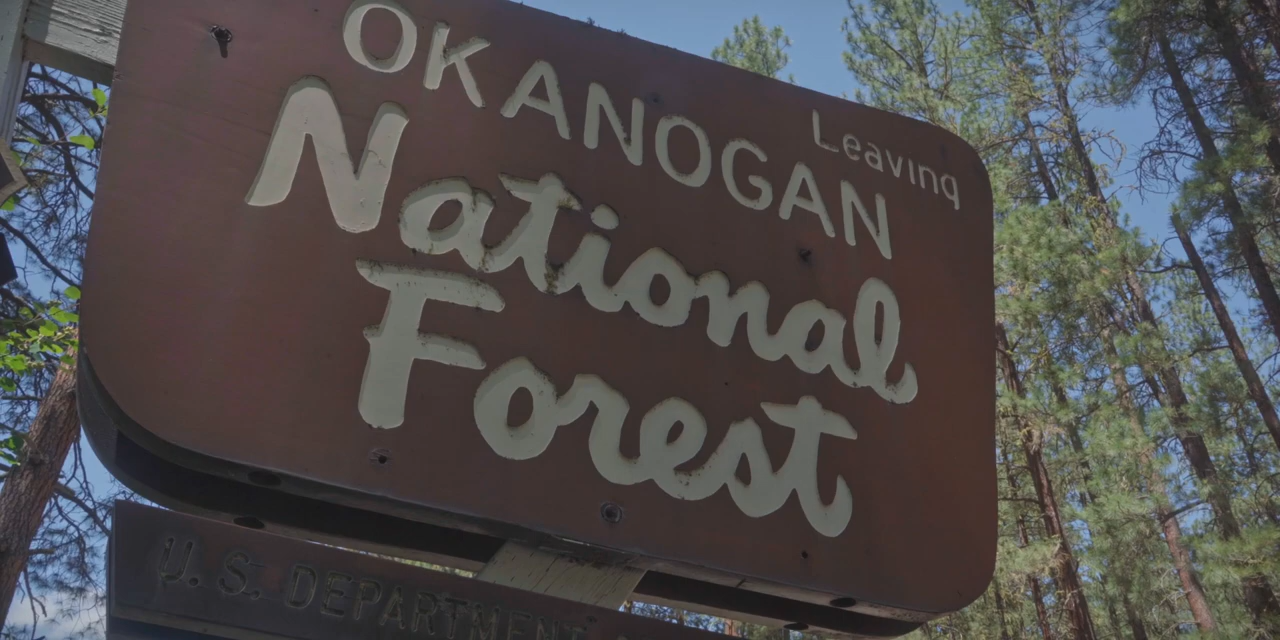 Leaving
OKANOGAN
National
Forest
U.S. DEPARTMENT